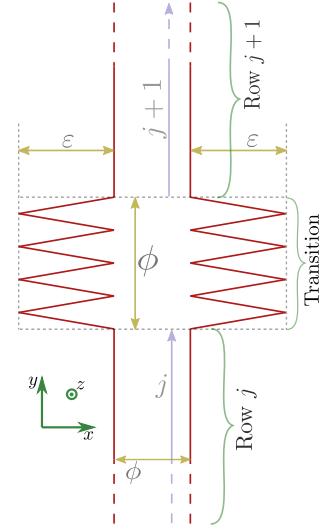 j + 1
Row j + 1
ε
ε
ϕ
Transition
y
z
x
j
Row j
ϕ